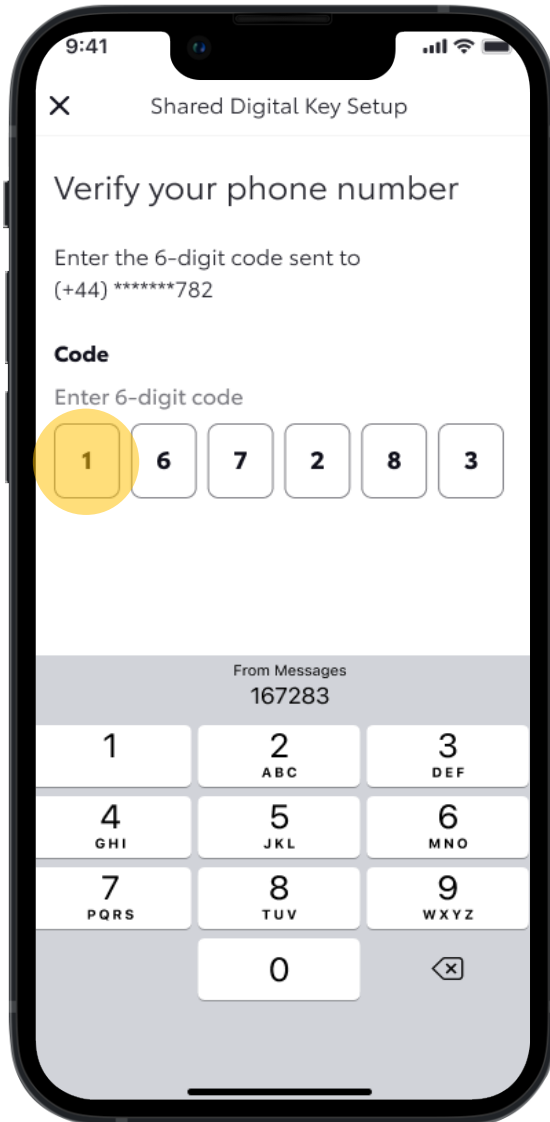 9:41
Shared Digital Key Setup
Verify your phone number
Enter the 6-digit code sent to
(+44) *******782
Code
Enter 6-digit code
1 6 7 2 8 3
From Messages
167283
1 2 3
ABC DEF
4 5 6
GHI JKL MNO
7 8 9
PQRS TUV WXYZ
0